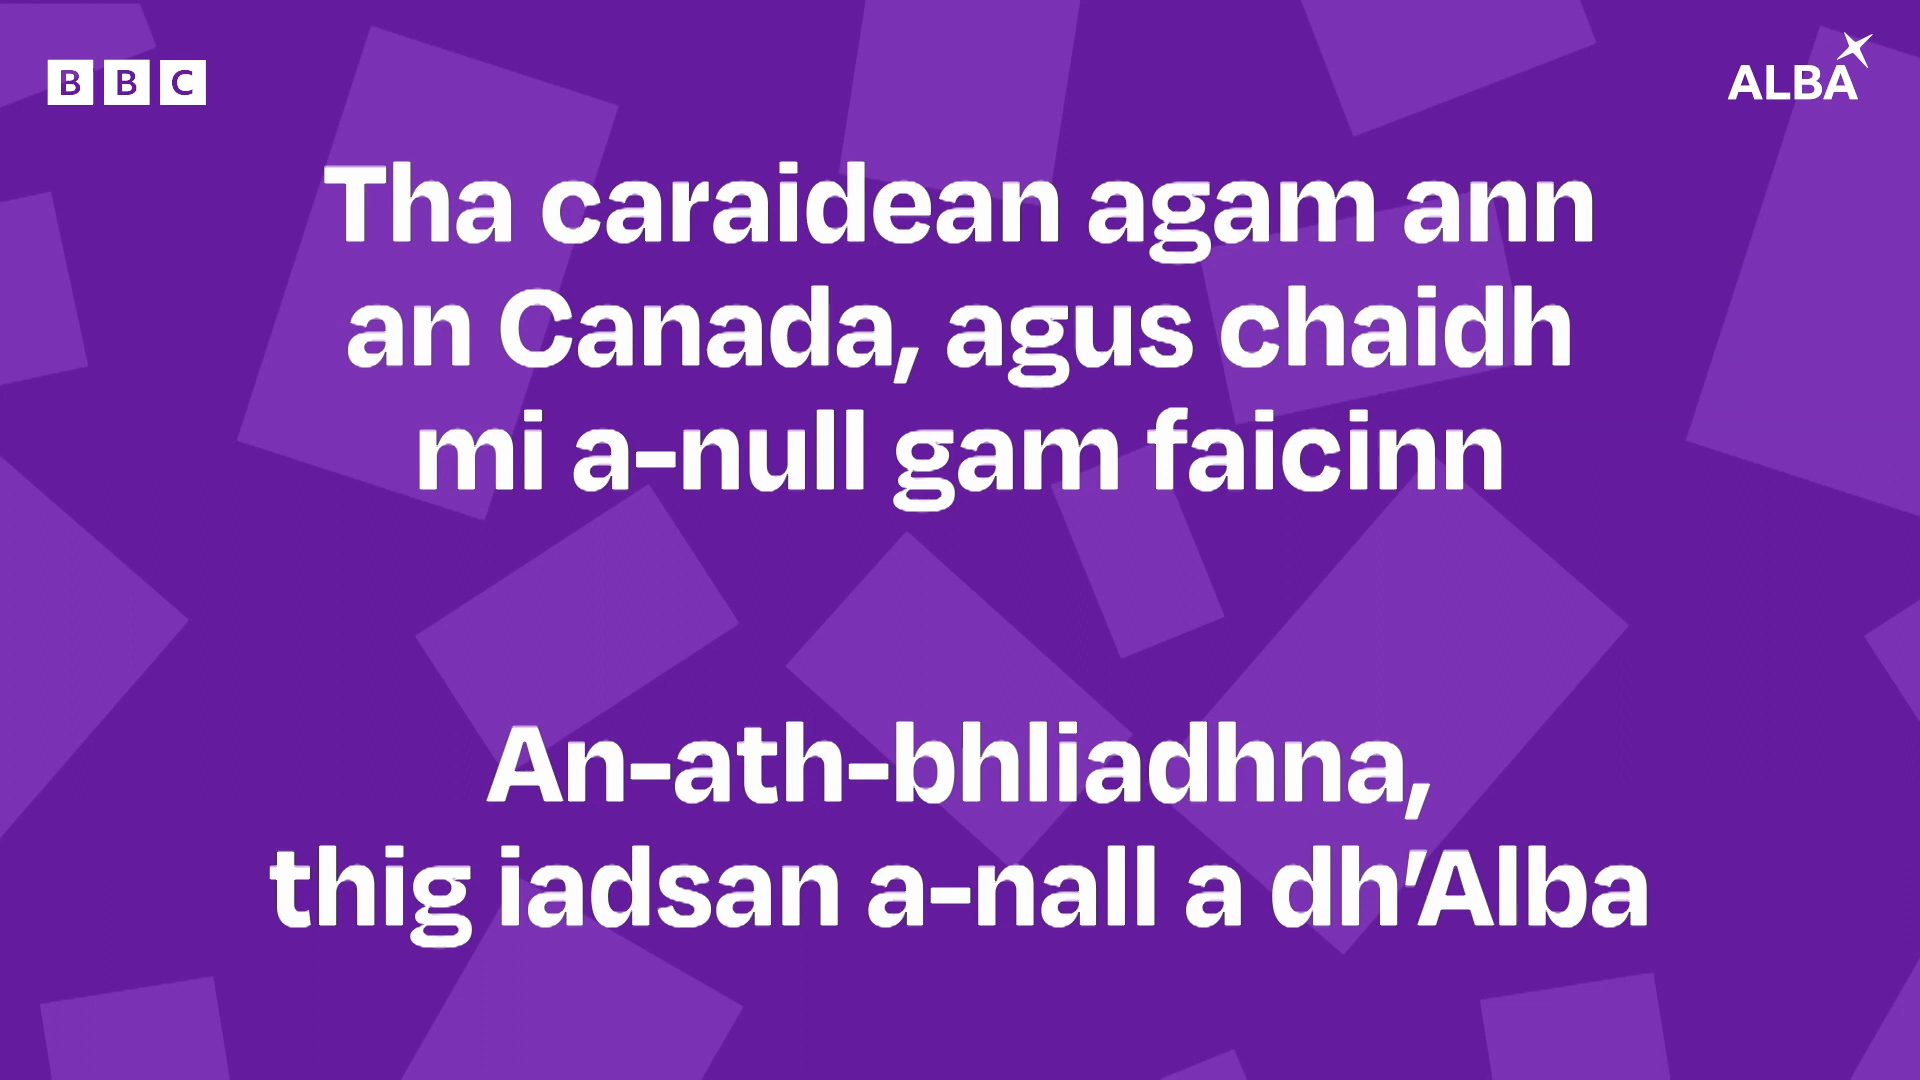 BBC
ALBA
Tha caraidean agam ann
an Canada, agus chaidh
mi a-null gam faicinn
An-ath-bhliadhna,
thig iadsan a-nall a dh’Alba